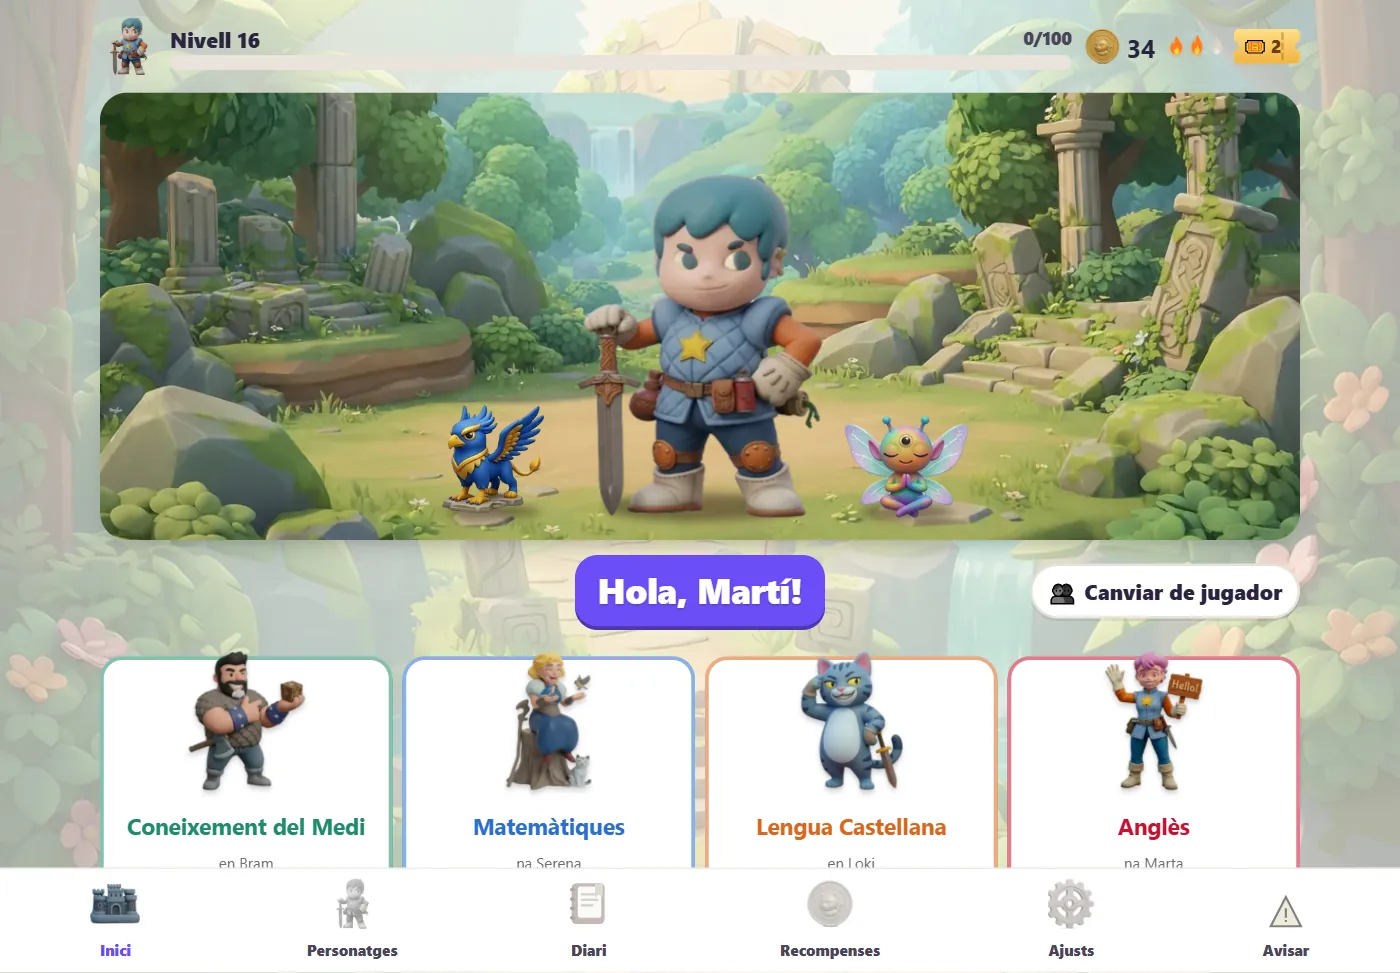 Nivell 16
0/100
34
2
Hola, Martí!
Canviar de jugador
Hello!
Coneixement del Medi
Matemàtiques
Lengua Castellana
Anglès
en Bram
na Serena
en Loki
na Marta
Inici
Personatges
Diari
Recompenses
Ajusts
Avisar